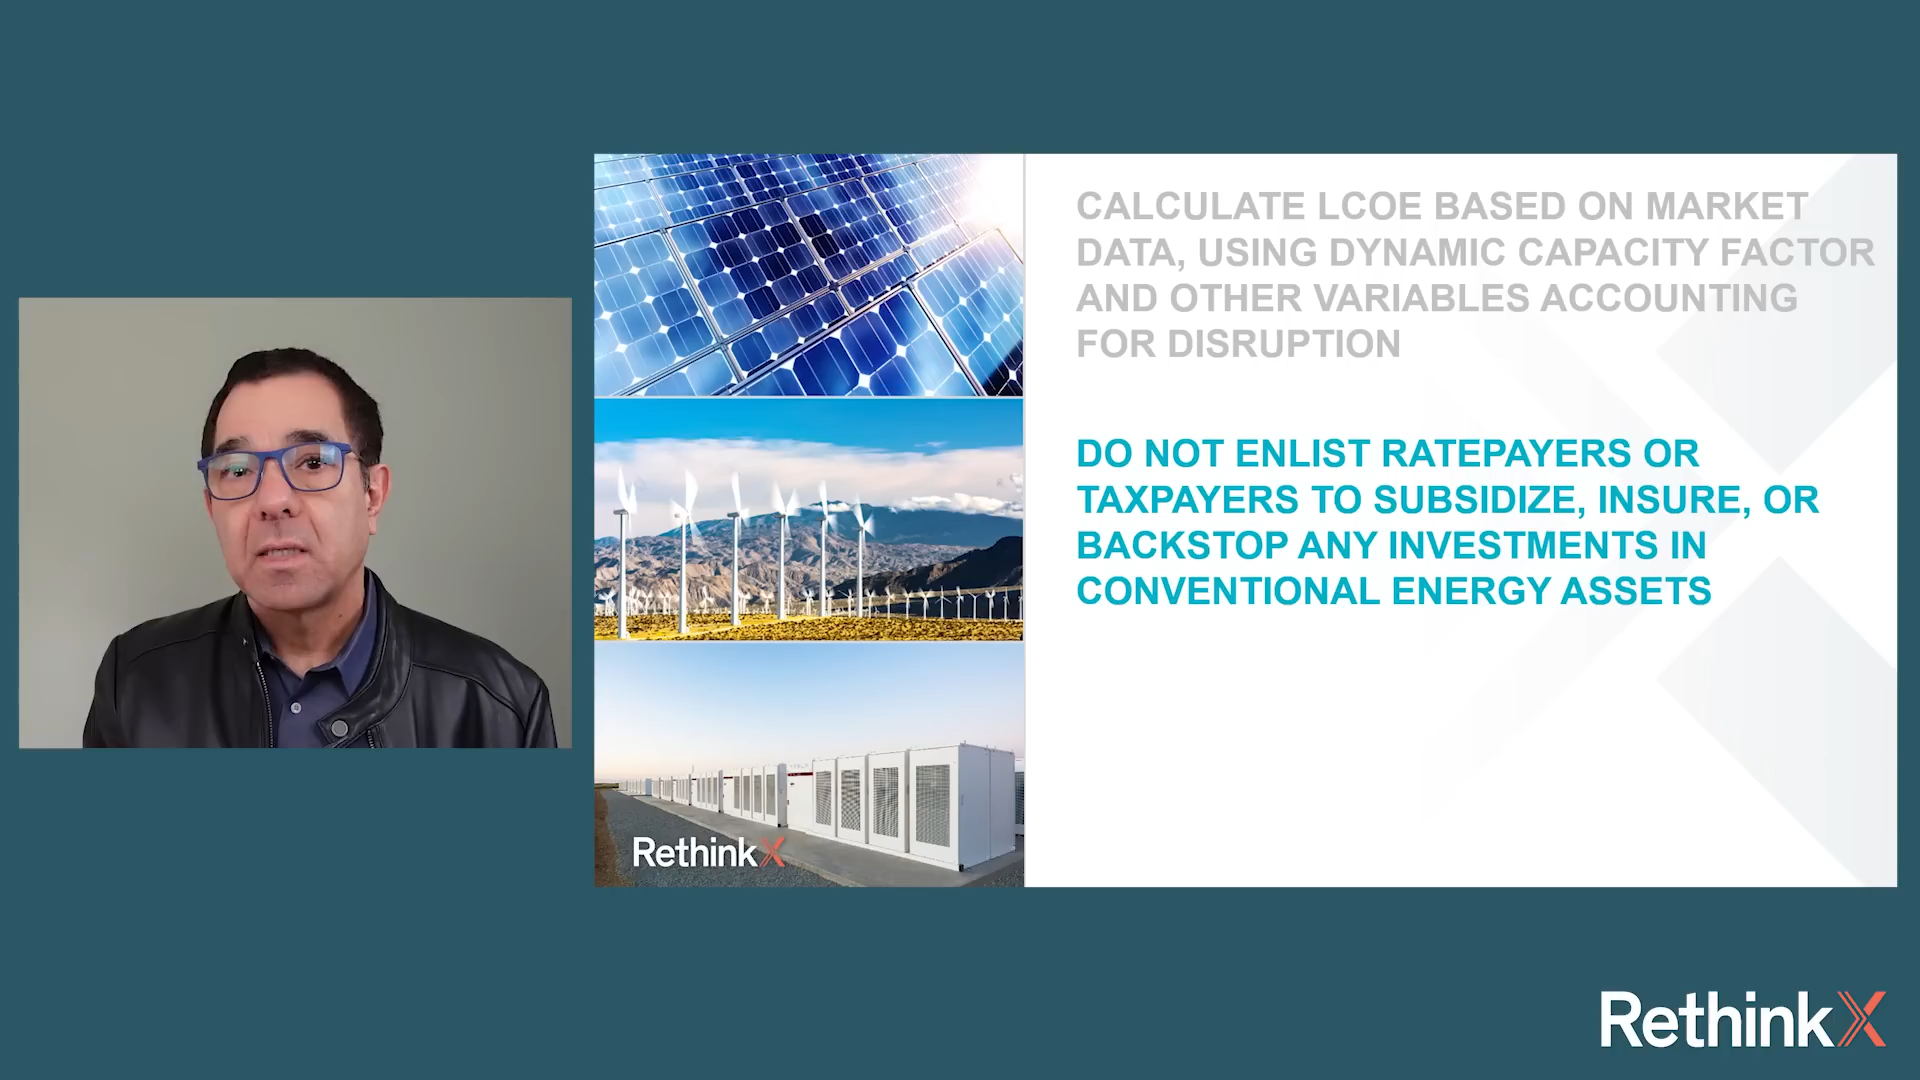 CALCULATE LCOE BASED ON MARKET
DATA, USING DYNAMIC CAPACITY FACTOR
AND OTHER VARIABLES ACCOUNTING
FOR DISRUPTION
DO NOT ENLIST RATEPAYERS OR
TAXPAYERS TO SUBSIDIZE, INSURE, OR
BACKSTOP ANY INVESTMENTS IN
CONVENTIONAL ENERGY ASSETS
RethinkX
RethinkX